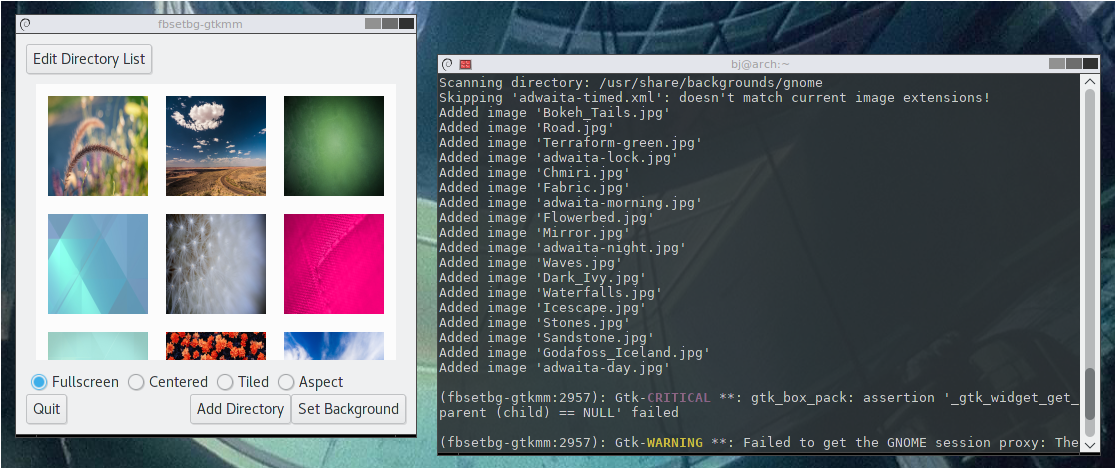 fbsetbg-gtkmm
Edit Directory List
Fullscreen Centered Tiled Aspect
Quit Add Directory Set Background
bj@arch:~
Scanning directory: /usr/share/backgrounds/gnome
Skipping 'adwaita-timed.xml': doesn't match current image extensions!
Added image 'Bokeh_Tails.jpg'
Added image 'Road.jpg'
Added image 'Terraform-green.jpg'
Added image 'adwaita-lock.jpg'
Added image 'Chmiri.jpg'
Added image 'Fabric.jpg'
Added image 'adwaita-morning.jpg'
Added image 'Flowerbed.jpg'
Added image 'Mirror.jpg'
Added image 'adwaita-night.jpg'
Added image 'Waves.jpg'
Added image 'Dark_Ivy.jpg'
Added image 'Waterfalls.jpg'
Added image 'Icescape.jpg'
Added image 'Stones.jpg'
Added image 'Sandstone.jpg'
Added image 'Godafoss_Iceland.jpg'
Added image 'adwaita-day.jpg'
(fbsetbg-gtkmm:2957): Gtk-CRITICAL **: gtk_box_pack: assertion '_gtk_widget_get_
parent (child) == NULL' failed
(fbsetbg-gtkmm:2957): Gtk-WARNING **: Failed to get the GNOME session proxy: The